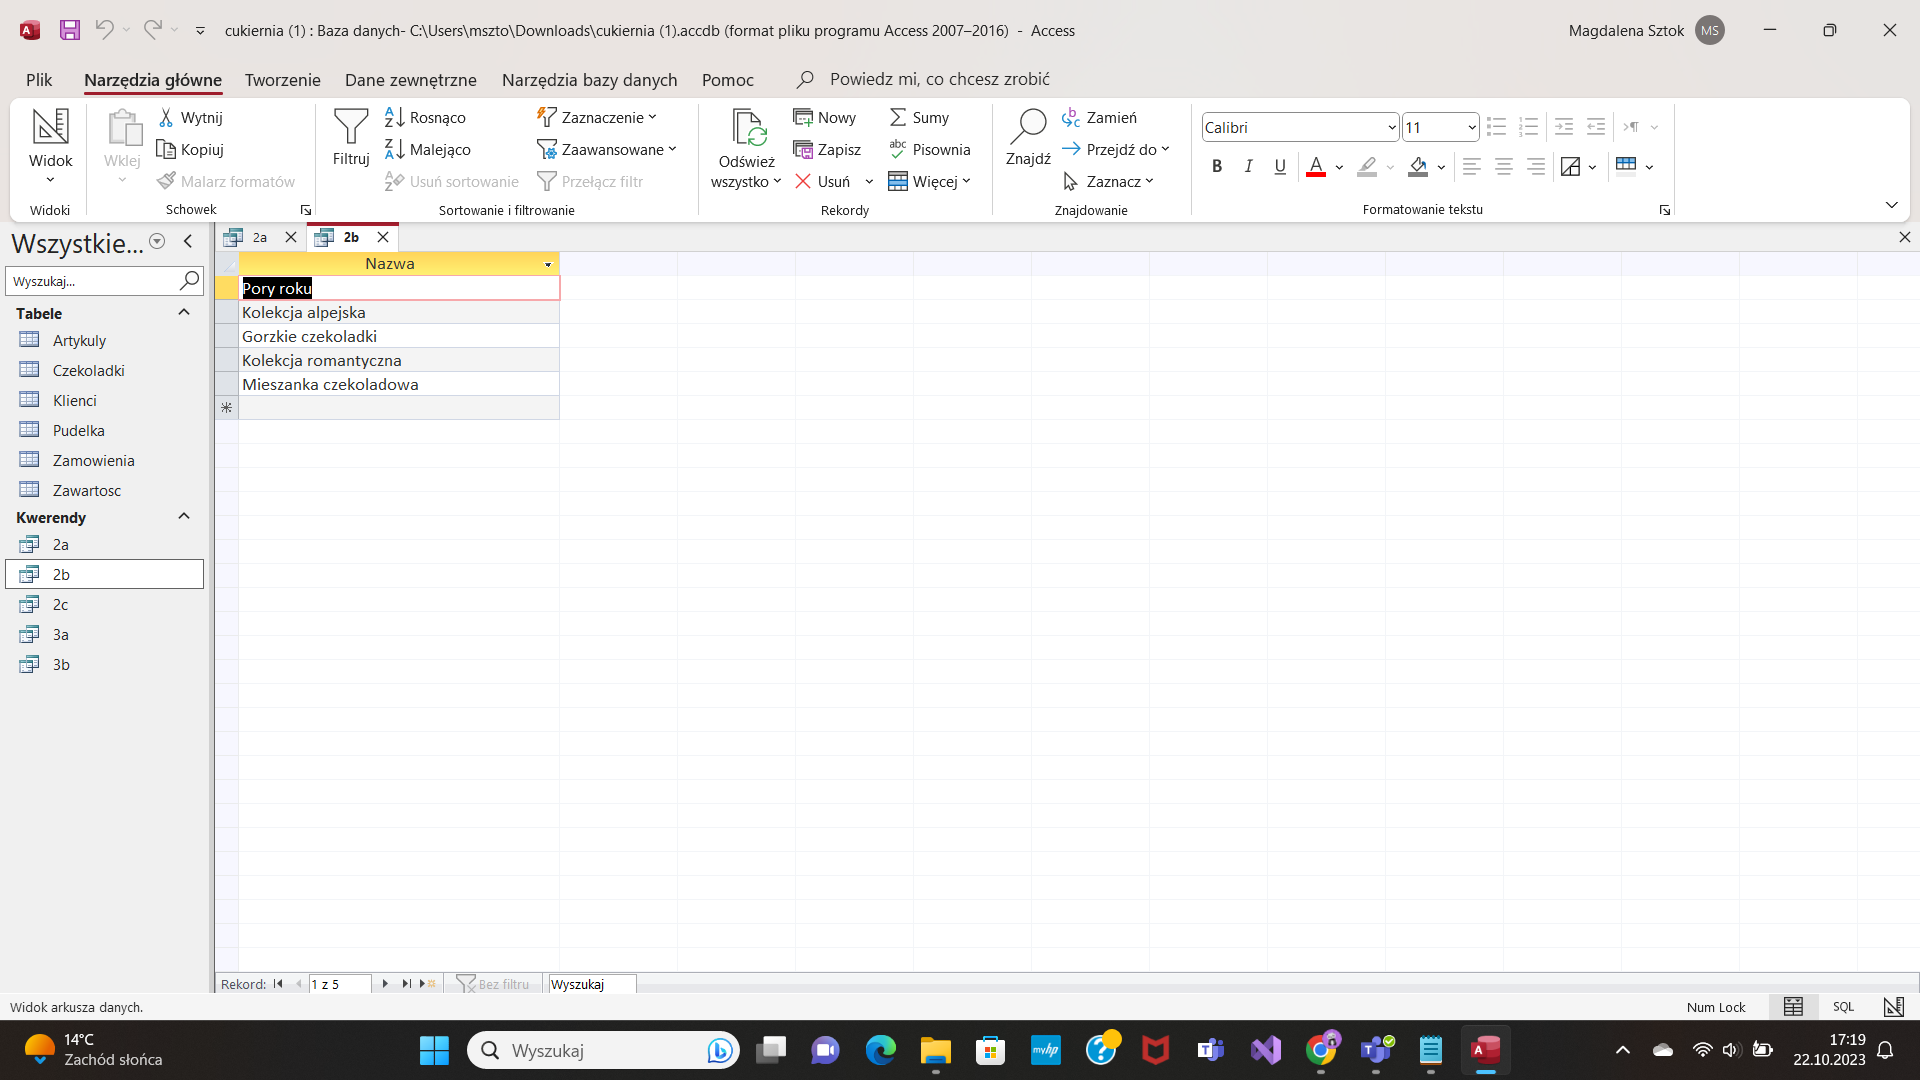 cukiernia (1) : Baza danych- C:\Users\mszto\Downloads\cukiernia (1).accdb (format pliku programu Access 2007–2016) - Access
Magdalena Sztok
MS
Plik
Narzędzia główne
Tworzenie
Dane zewnętrzne
Narzędzia bazy danych
Pomoc
Powiedz mi, co chcesz zrobić
Widok
Widoki
Wklej
Wytnij
Kopiuj
Malarz formatów
Schowek
Filtruj
Rosnąco
Malejąco
Usuń sortowanie
Zaznaczenie
Zaawansowane
Przełącz filtr
Sortowanie i filtrowanie
Odśwież
wszystko
Nowy
Zapisz
Usuń
Sumy
Pisownia
Więcej
Rekordy
Znajdź
Zamień
Przejdź do
Zaznacz
Znajdowanie
Calibri
11
B I U A
Formatowanie tekstu
Wszystkie...
Wyszukaj...
Tabele
Artykuly
Czekoladki
Klienci
Pudelka
Zamowienia
Zawartosc
Kwerendy
2a
2b
2c
3a
3b
2a
2b
Nazwa
Pory roku
Kolekcja alpejska
Gorzkie czekoladki
Kolekcja romantyczna
Mieszanka czekoladowa
Rekord:
1 z 5
Bez filtru
Wyszukaj
Widok arkusza danych.
Num Lock
SQL
14°C
Zachód słońca
Wyszukaj
myhp
17:19
22.10.2023